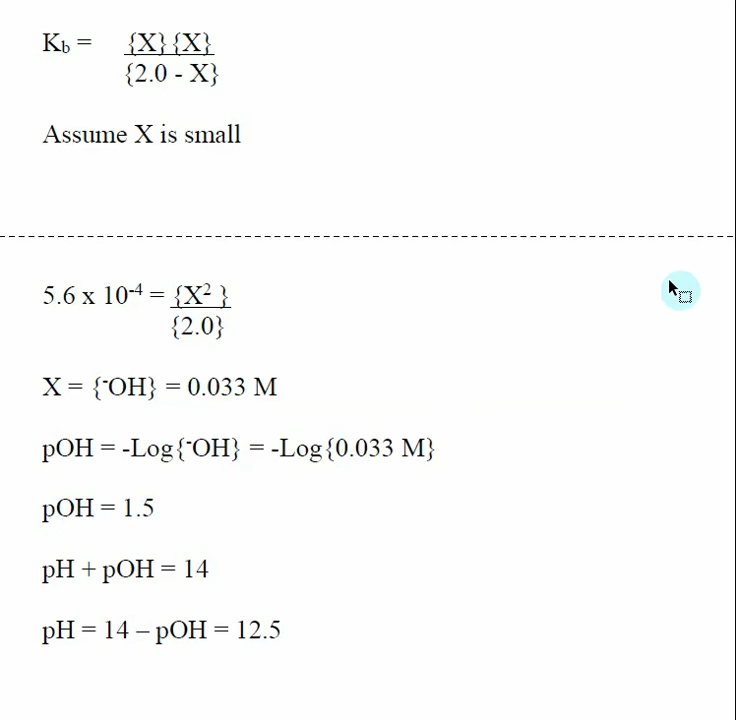 K_b = {X}{X}
{2.0 - X}
Assume X is small
5.6 x 10⁻⁴ = {X² }
{2.0}
X = {⁻OH} = 0.033 M
pOH = -Log{⁻OH} = -Log{0.033 M}
pOH = 1.5
pH + pOH = 14
pH = 14 – pOH = 12.5